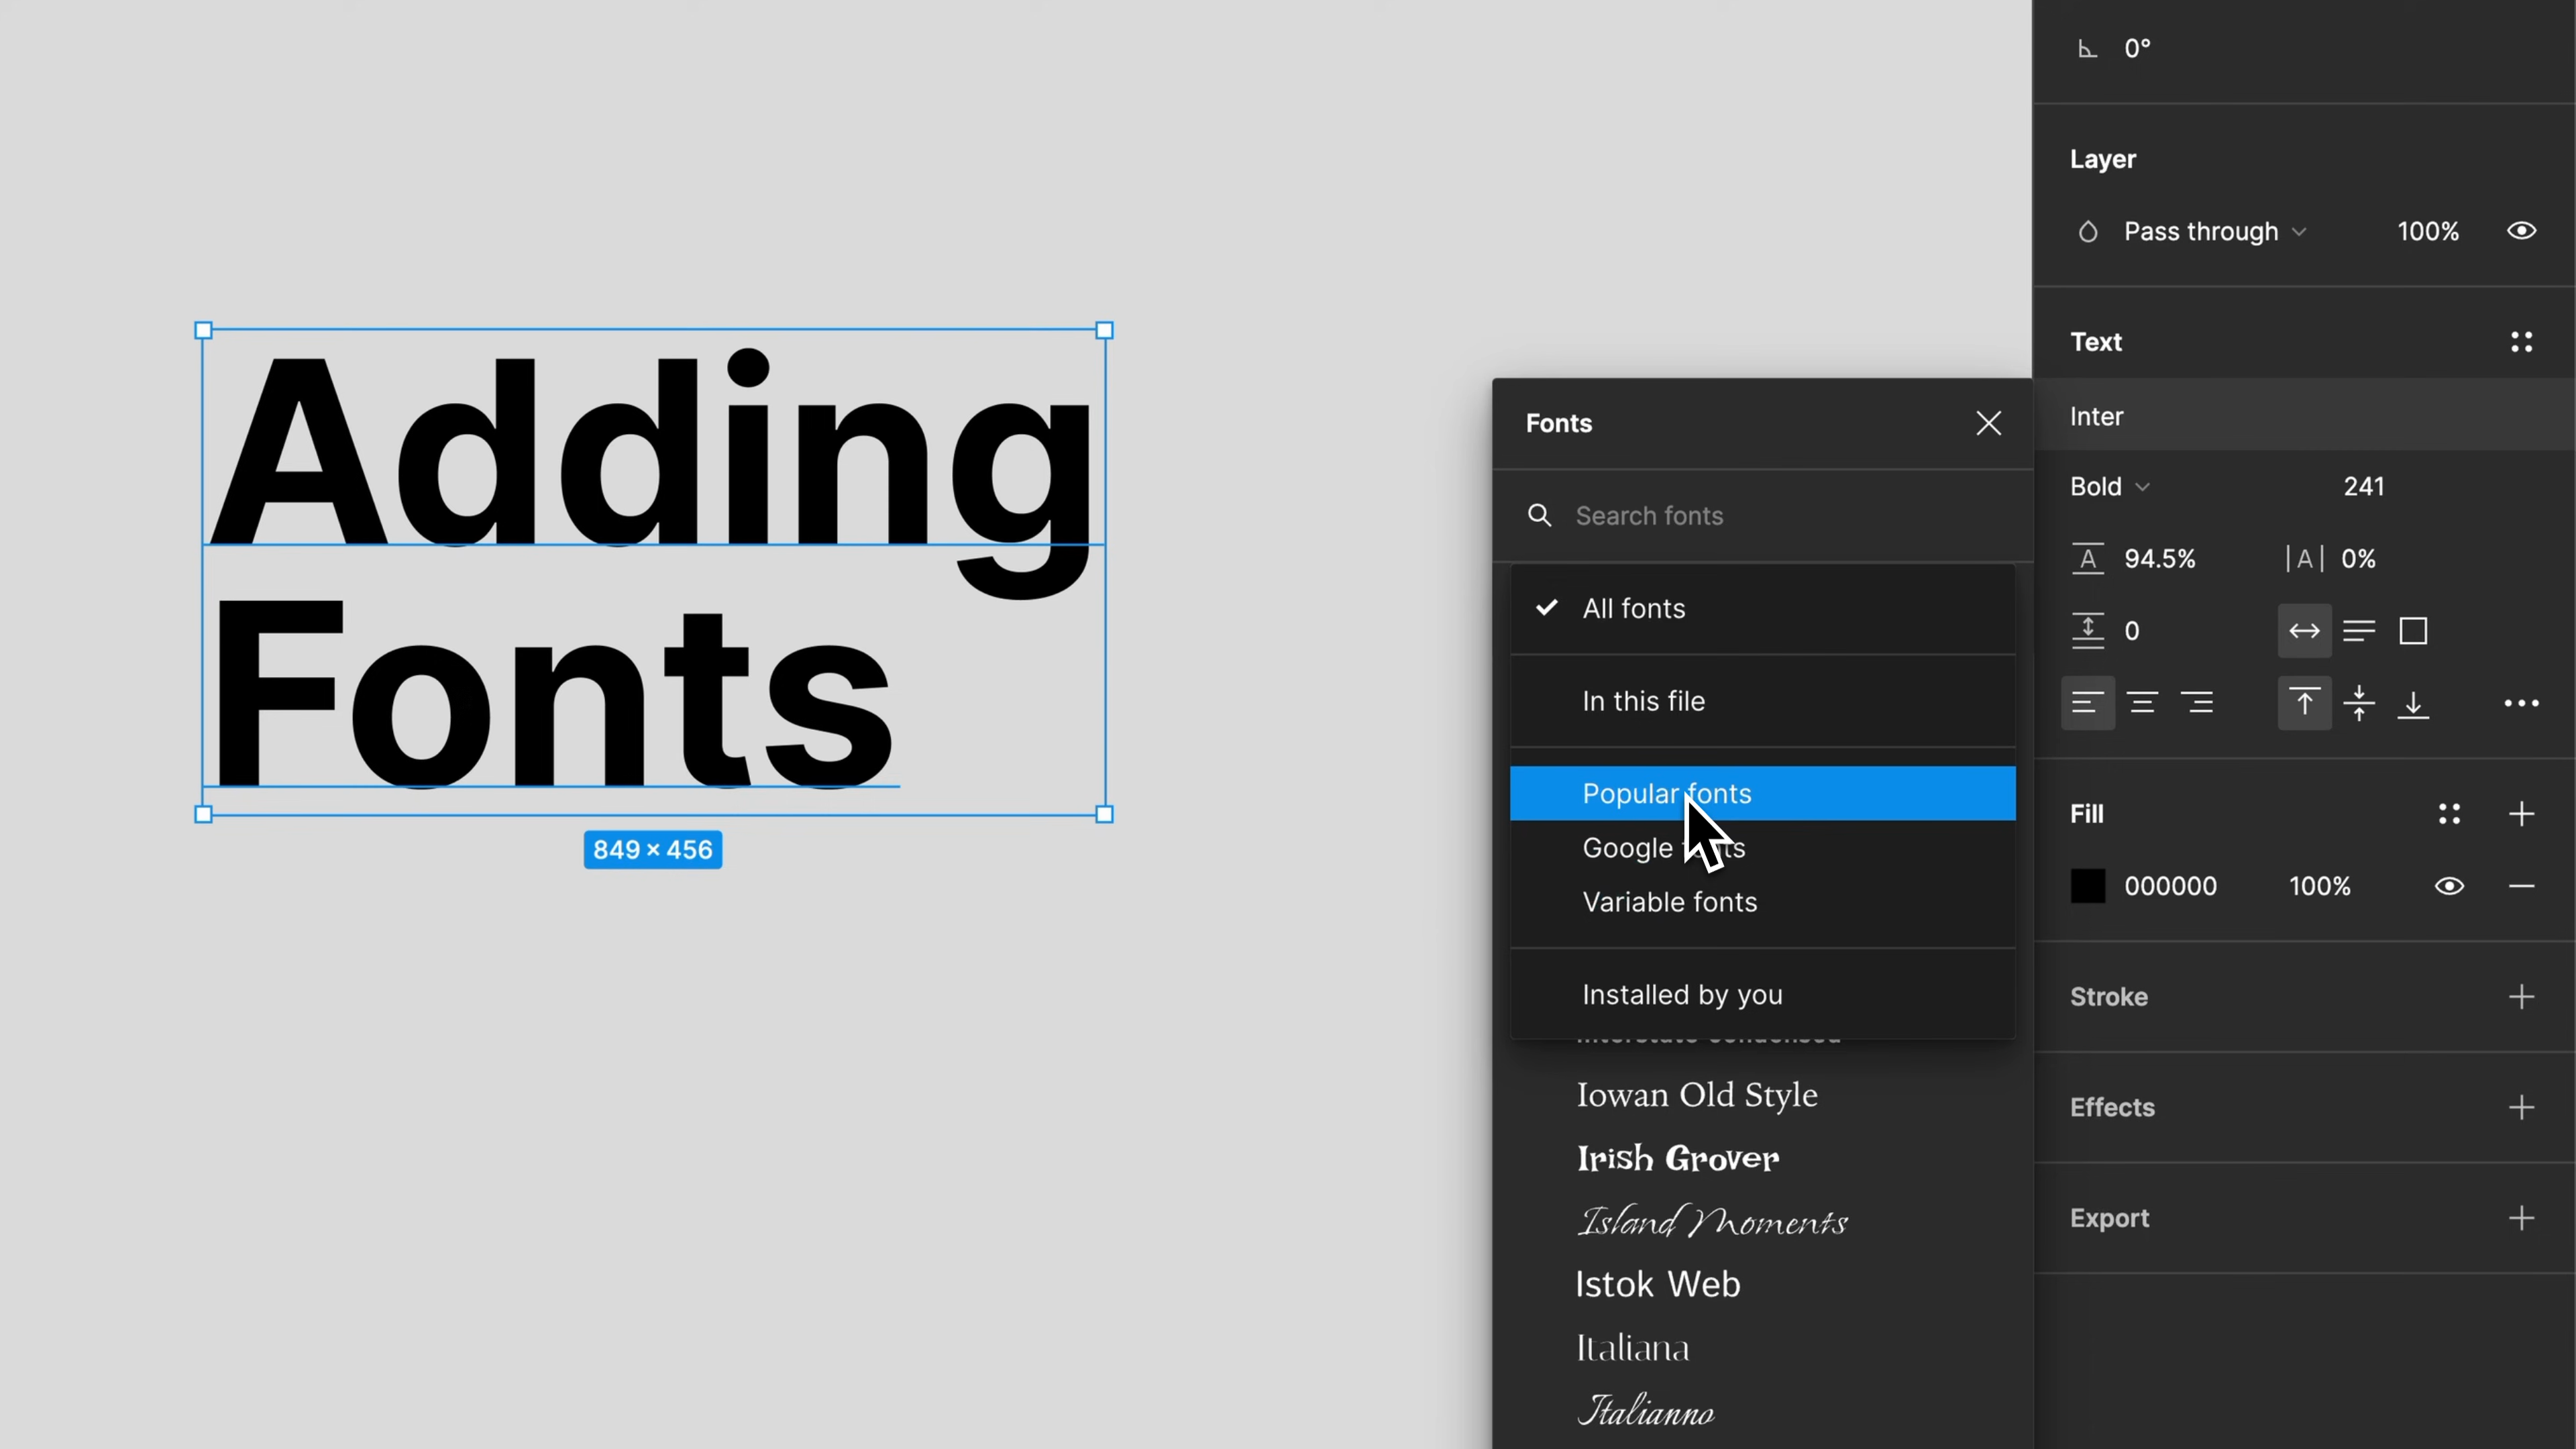 Adding
Fonts
849 × 456
Fonts
Search fonts
All fonts
In this file
Popular fonts
Google
Variable fonts
Installed by you
Iowan Old Style
Irish Grover
Island Moments
Istok Web
Italiana
Italianno
0°
Layer
Pass through 100%
Text
Inter
Bold 241
A 94.5% |A| 0%
0
Fill
000000 100%
Stroke
Effects
Export